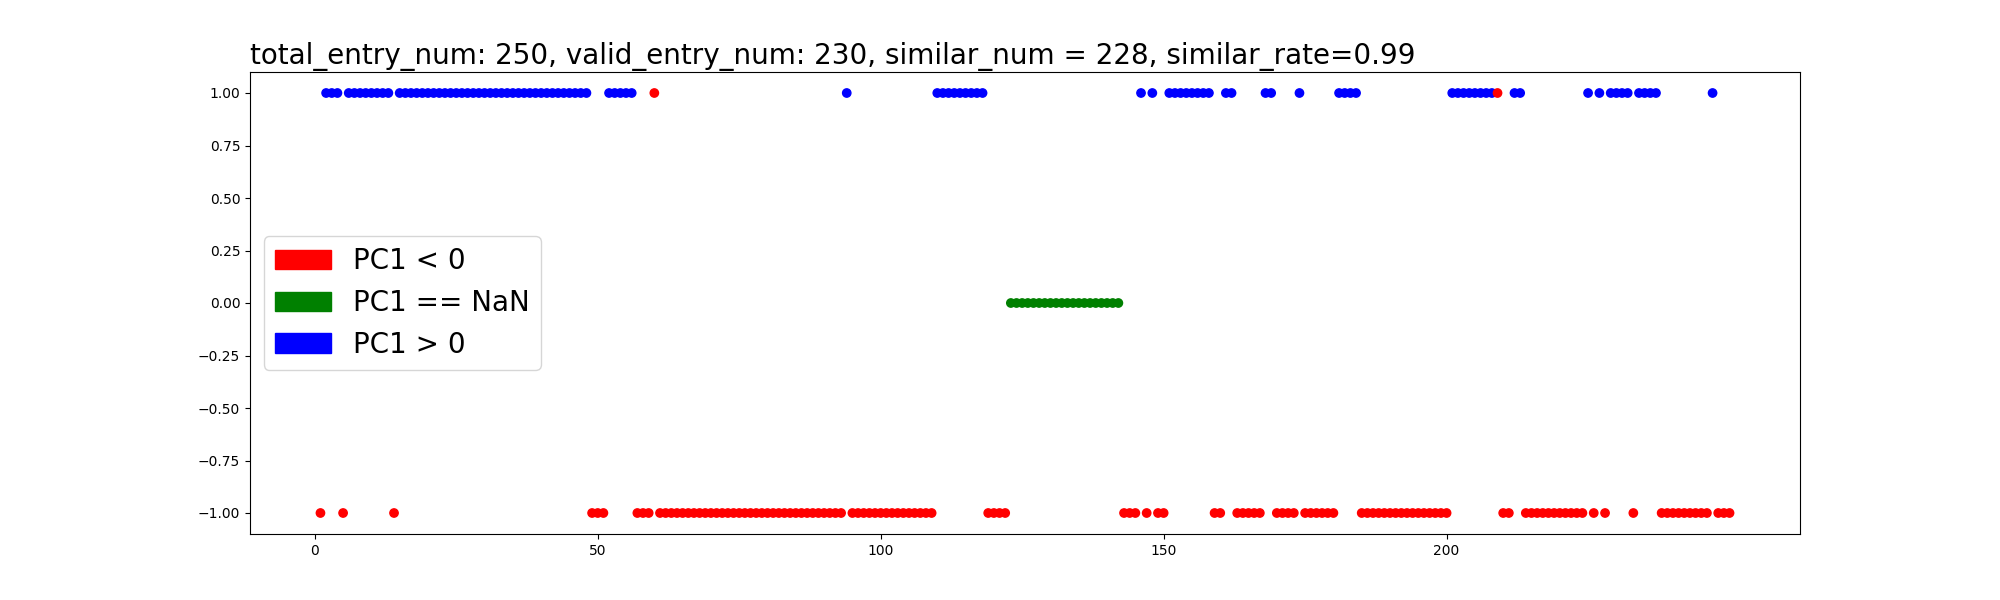 total_entry_num: 250, valid_entry_num: 230, similar_num = 228, similar_rate=0.99
1.00
0.75
0.50
0.25
0.00
−0.25
−0.50
−0.75
−1.00
PC1 < 0
PC1 == NaN
PC1 > 0
0 50 100 150 200